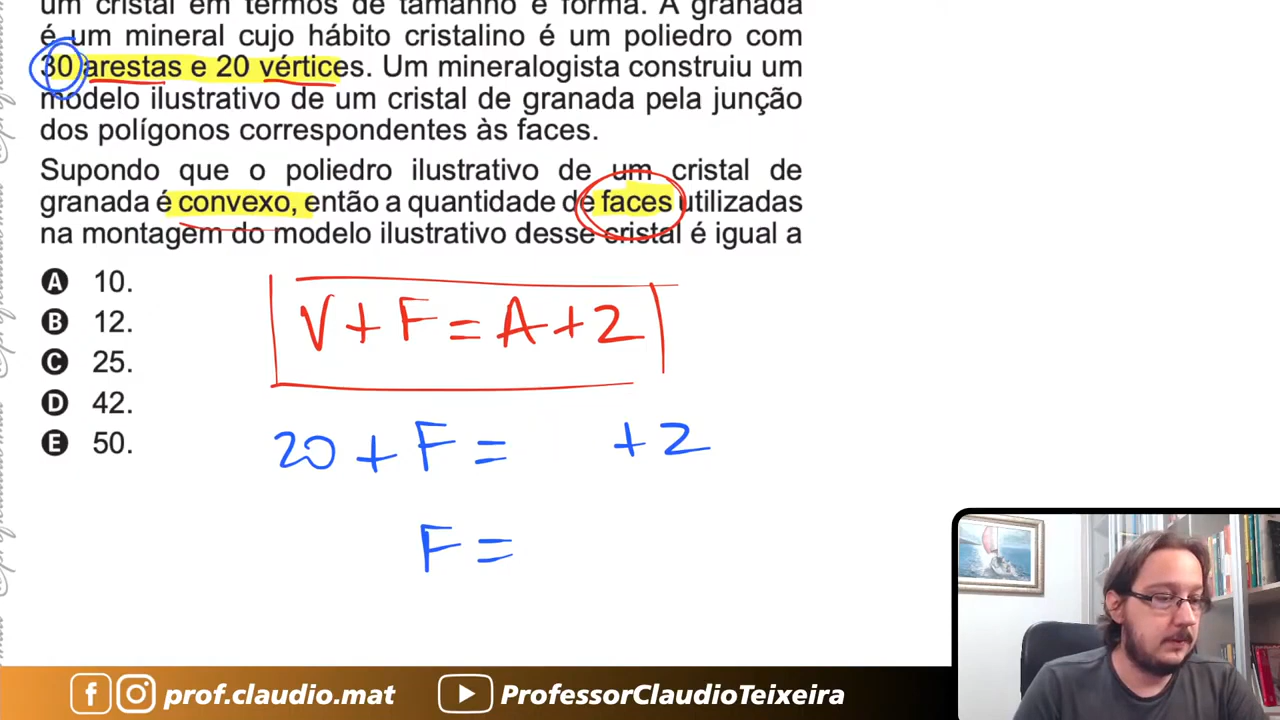 um cristal em termos de tamanho e forma. A granada
é um mineral cujo hábito cristalino é um poliedro com
30 arestas e 20 vértices. Um mineralogista construiu um
modelo ilustrativo de um cristal de granada pela junção
dos polígonos correspondentes às faces.
Supondo que o poliedro ilustrativo de um cristal de
granada é convexo, então a quantidade de faces utilizadas
na montagem do modelo ilustrativo desse cristal é igual a
A 10.
B 12.
C 25.
D 42.
E 50.
V + F = A + 2
20 + F = + 2
F =
prof.claudio.mat
ProfessorClaudioTeixeira